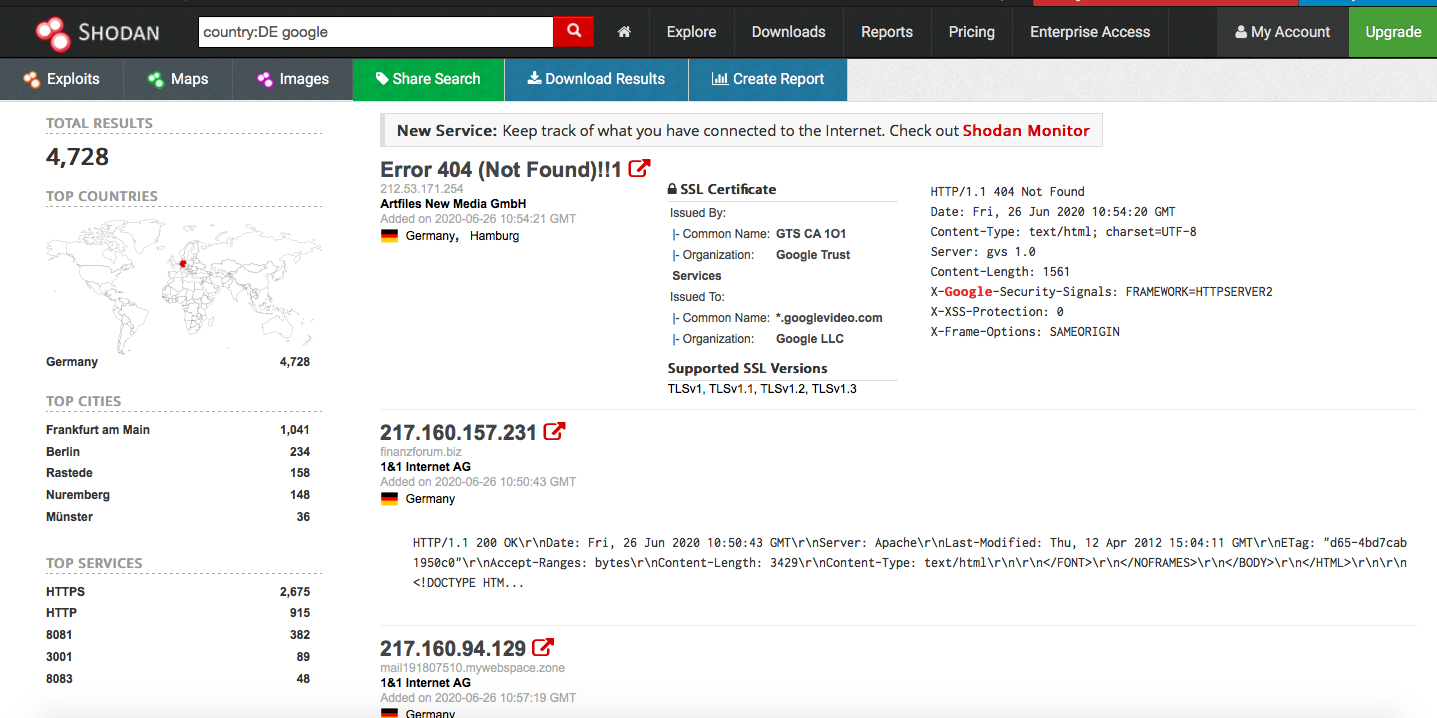 SHODAN
country:DE google
Explore
Downloads
Reports
Pricing
Enterprise Access
My Account
Upgrade
Exploits
Maps
Images
Share Search
Download Results
Create Report
TOTAL RESULTS
4,728
TOP COUNTRIES
Germany 4,728
TOP CITIES
Frankfurt am Main 1,041
Berlin 234
Rastede 158
Nuremberg 148
Münster 36
TOP SERVICES
HTTPS 2,675
HTTP 915
8081 382
3001 89
8083 48
New Service: Keep track of what you have connected to the Internet. Check out Shodan Monitor
Error 404 (Not Found)!!1
212.53.171.254
Artfiles New Media GmbH
Added on 2020-06-26 10:54:21 GMT
Germany, Hamburg
SSL Certificate
Issued By:
|- Common Name: GTS CA 1O1
|- Organization: Google Trust
Services
Issued To:
|- Common Name: *.googlevideo.com
|- Organization: Google LLC
Supported SSL Versions
TLSv1, TLSv1.1, TLSv1.2, TLSv1.3
HTTP/1.1 404 Not Found
Date: Fri, 26 Jun 2020 10:54:20 GMT
Content-Type: text/html; charset=UTF-8
Server: gvs 1.0
Content-Length: 1561
X-Google-Security-Signals: FRAMEWORK=HTTPSERVER2
X-XSS-Protection: 0
X-Frame-Options: SAMEORIGIN
217.160.157.231
finanzforum.biz
1&1 Internet AG
Added on 2020-06-26 10:50:43 GMT
Germany
HTTP/1.1 200 OK\r\nDate: Fri, 26 Jun 2020 10:50:43 GMT\r\nServer: Apache\r\nLast-Modified: Thu, 12 Apr 2012 15:04:11 GMT\r\nETag: "d65-4bd7cab
1950c0"\r\nAccept-Ranges: bytes\r\nContent-Length: 3429\r\nContent-Type: text/html\r\n\r\n</FONT>\r\n</NOFRAMES>\r\n</BODY>\r\n</HTML>\r\n\r\n
<!DOCTYPE HTM...
217.160.94.129
mail191807510.mywebspace.zone
1&1 Internet AG
Added on 2020-06-26 10:57:19 GMT
Germany